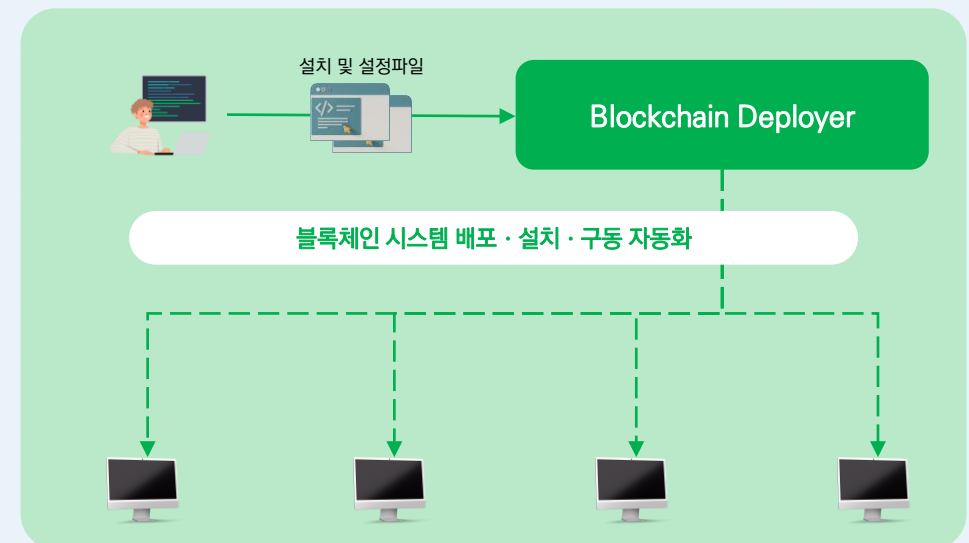 설치 및 설정파일
Blockchain Deployer
블록체인 시스템 배포 · 설치 · 구동 자동화